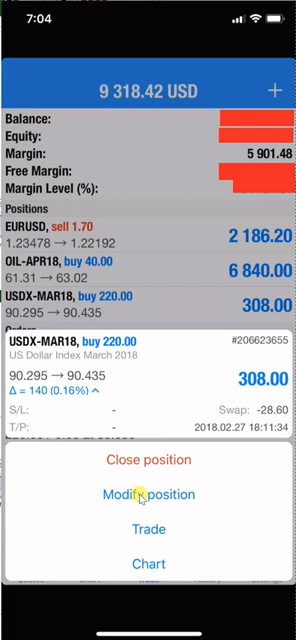 7:04
9 318.42 USD +
Balance:
Equity:
Margin: 5 901.48
Free Margin:
Margin Level (%):
Positions
EURUSD, sell 1.70
1.23478 → 1.22192 2 186.20
OIL-APR18, buy 40.00
61.31 → 63.02 6 840.00
USDX-MAR18, buy 220.00
90.295 → 90.435 308.00
USDX-MAR18, buy 220.00 #206623655
US Dollar Index March 2018
90.295 → 90.435 308.00
Δ = 140 (0.16%)
S/L: - Swap: -28.60
T/P: - 2018.02.27 18:11:34
Close position
Modify position
Trade
Chart